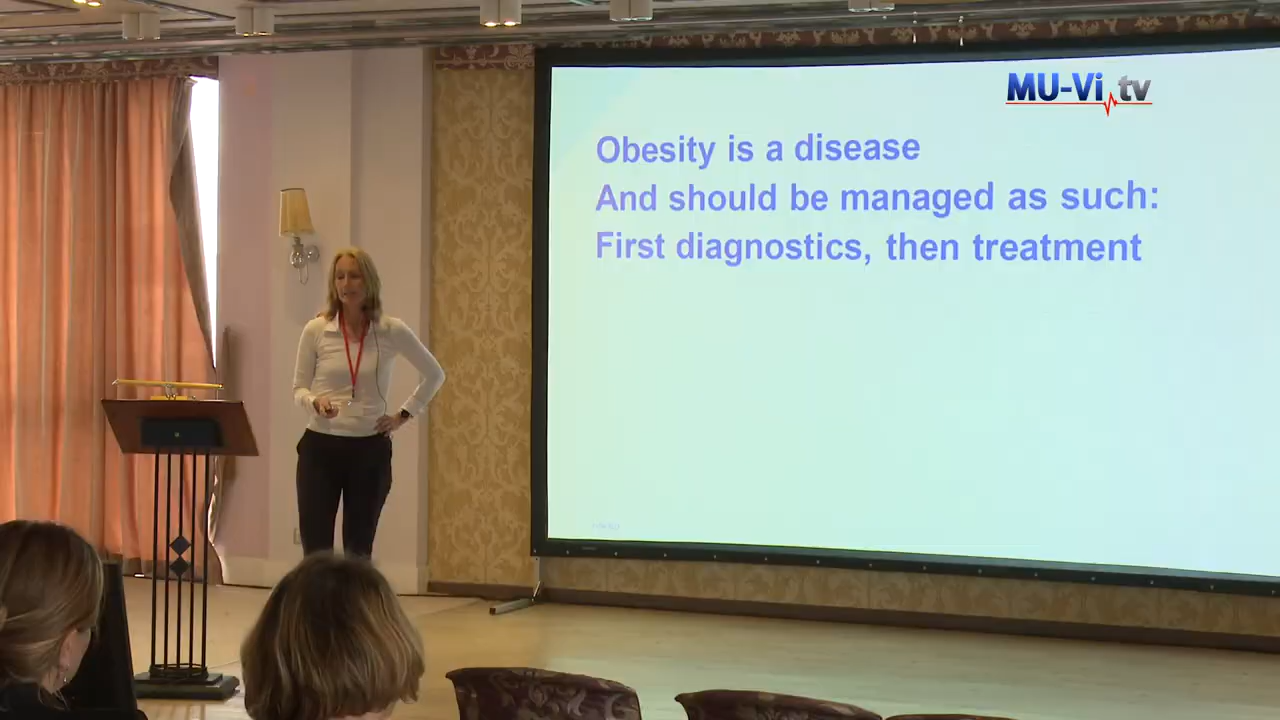 MU-Vi.tv
Obesity is a disease
And should be managed as such:
First diagnostics, then treatment